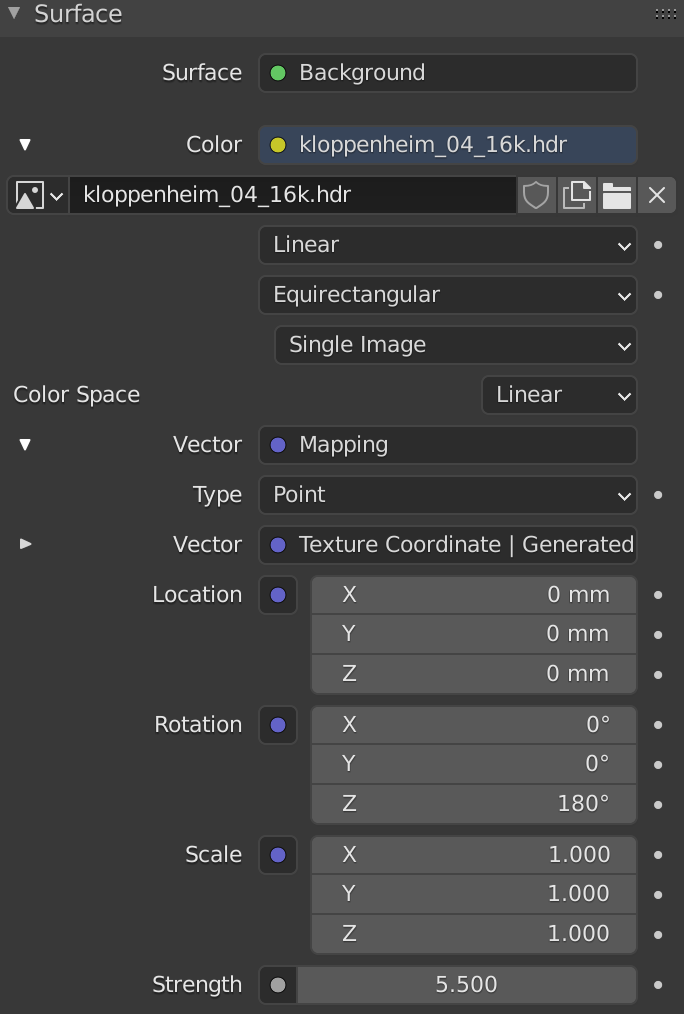 Surface
Surface Background
Color kloppenheim_04_16k.hdr
kloppenheim_04_16k.hdr
Linear
Equirectangular
Single Image
Color Space Linear
Vector Mapping
Type Point
Vector Texture Coordinate | Generated
Location X 0 mm
Y 0 mm
Z 0 mm
Rotation X 0°
Y 0°
Z 180°
Scale X 1.000
Y 1.000
Z 1.000
Strength 5.500